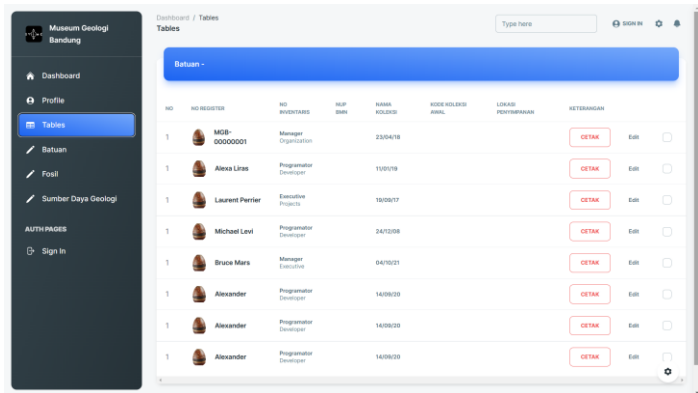 Museum Geologi
Bandung
Dashboard
Profile
Tables
Batuan
Fosil
Sumber Daya Geologi
AUTH PAGES
Sign In
Dashboard / Tables
Tables
Type here
SIGN IN
Batuan -
NO
NO REGISTER
NO
INVENTARIS
NUP
BMN
NAMA
KOLEKSI
KODE KOLEKSI
AWAL
LOKASI
PENYIMPANAN
KETERANGAN
1
MGB-
00000001
Manager
Organization
23/04/18
CETAK
Edit
1
Alexa Liras
Programator
Developer
11/01/19
CETAK
Edit
1
Laurent Perrier
Executive
Projects
19/09/17
CETAK
Edit
1
Michael Levi
Programator
Developer
24/12/08
CETAK
Edit
1
Bruce Mars
Manager
Executive
04/10/21
CETAK
Edit
1
Alexander
Programator
Developer
14/09/20
CETAK
Edit
1
Alexander
Programator
Developer
14/09/20
CETAK
Edit
1
Alexander
Programator
Developer
14/09/20
CETAK
Edit